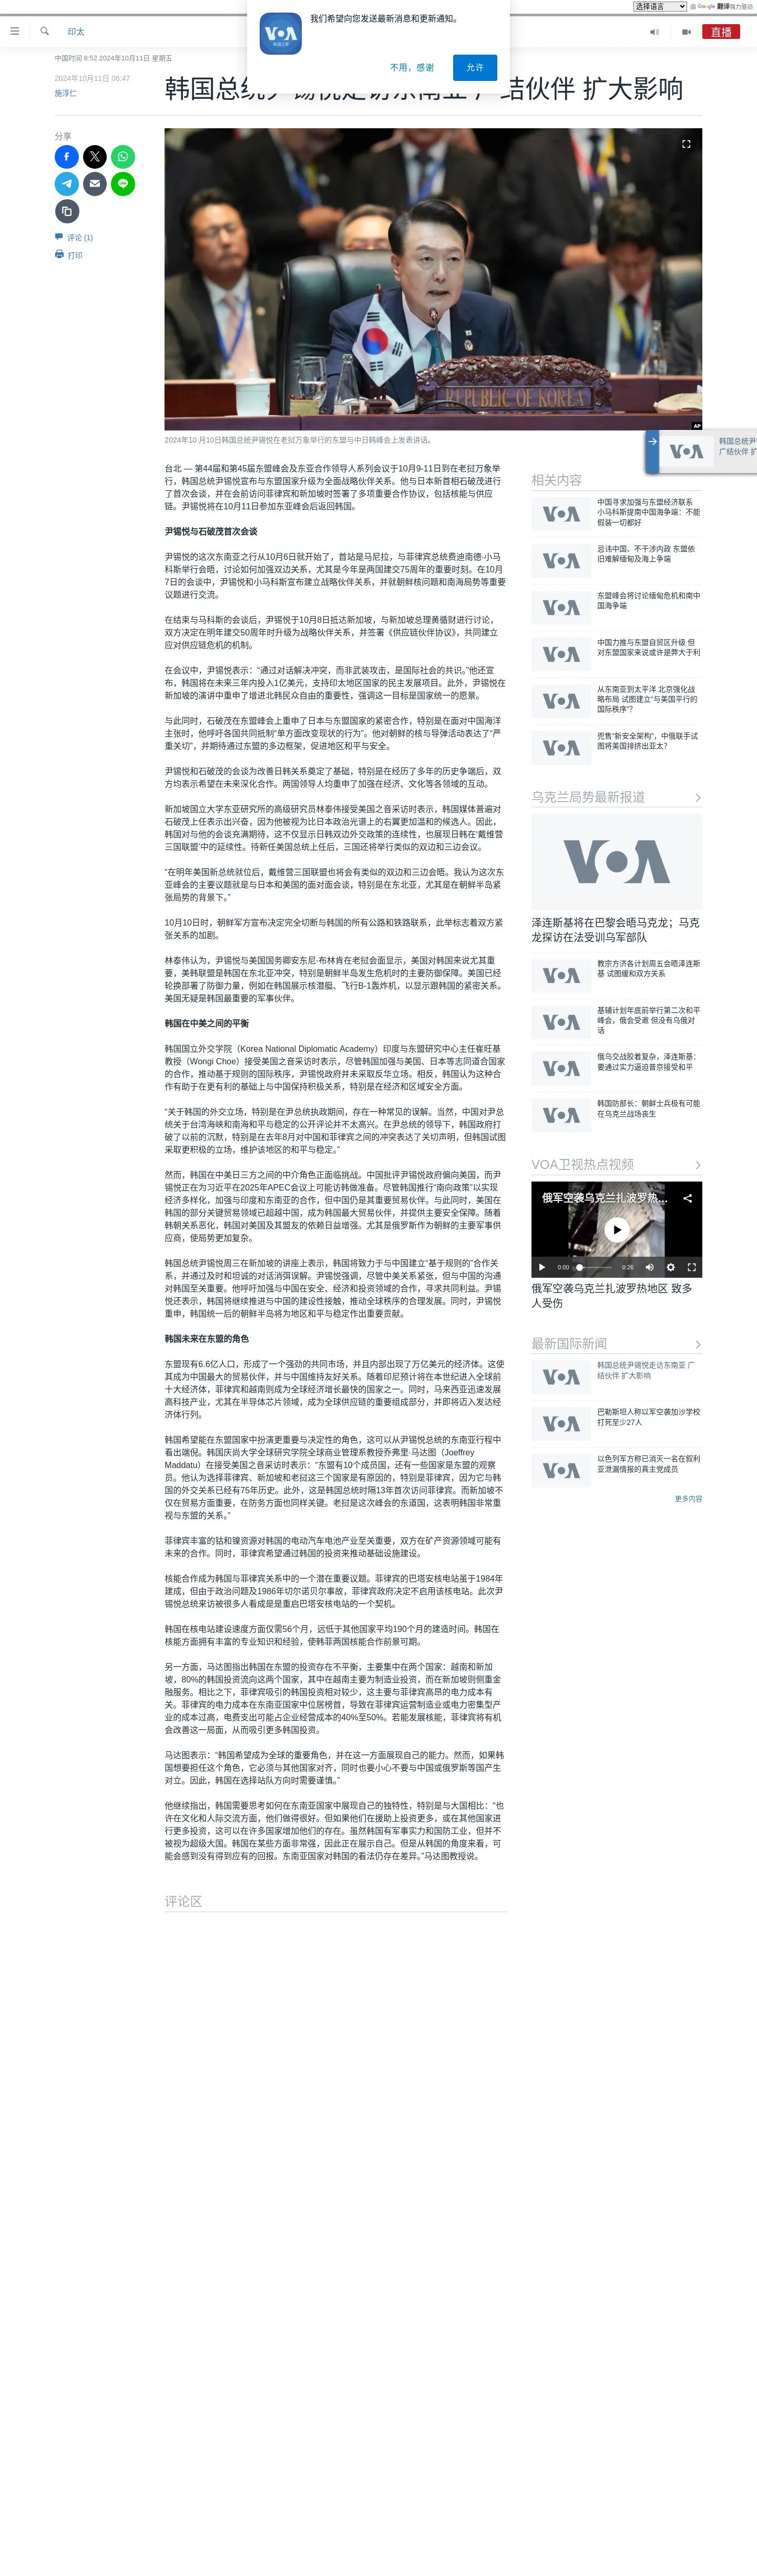 选择语言 由 Google 翻译强力驱动
VOA
我们希望向您发送最新消息和更新通知。
不用，感谢
允许
印太
直播
中国时间 8:52 2024年10月11日 星期五
2024年10月11日 06:47
施淳仁
结伙伴 扩大影响
分享
评论 (1)
打印
REPUBLIC OF KOREA
AP
2024年10 月10日韩国总统尹锡悦在老挝万象举行的东盟与中日韩峰会上发表讲话。
台北 — 第44届和第45届东盟峰会及东亚合作领导人系列会议于10月9-11日到在老挝万象举
行，韩国总统尹锡悦宣布与东盟国家升级为全面战略伙伴关系。他与日本新首相石破茂进行
了首次会谈，并在会前访问菲律宾和新加坡时签署了多项重要合作协议，包括核能与供应
链。尹锡悦将在10月11日参加东亚峰会后返回韩国。
尹锡悦与石破茂首次会谈
尹锡悦的这次东南亚之行从10月6日就开始了，首站是马尼拉，与菲律宾总统费迪南德·小马
科斯举行会晤，讨论如何加强双边关系，尤其是今年是两国建交75周年的重要时刻。在10月
7日的会谈中，尹锡悦和小马科斯宣布建立战略伙伴关系，并就朝鲜核问题和南海局势等重要
议题进行交流。
在结束与马科斯的会谈后，尹锡悦于10月8日抵达新加坡，与新加坡总理黄循财进行讨论，
双方决定在明年建交50周年时升级为战略伙伴关系，并签署《供应链伙伴协议》，共同建立
应对供应链危机的机制。
在会议中，尹锡悦表示：“通过对话解决冲突，而非武装攻击，是国际社会的共识。”他还宣
布，韩国将在未来三年内投入1亿美元，支持印太地区国家的民主发展项目。此外，尹锡悦在
新加坡的演讲中重申了增进北韩民众自由的重要性，强调这一目标是国家统一的愿景。
与此同时，石破茂在东盟峰会上重申了日本与东盟国家的紧密合作，特别是在面对中国海洋
主张时，他呼吁各国共同抵制“单方面改变现状的行为”。他对朝鲜的核与导弹活动表达了“严
重关切”，并期待通过东盟的多边框架，促进地区和平与安全。
尹锡悦和石破茂的会谈为改善日韩关系奠定了基础，特别是在经历了多年的历史争端后，双
方均表示希望在未来深化合作。两国领导人均重申了加强在经济、文化等各领域的互动。
新加坡国立大学东亚研究所的高级研究员林泰伟接受美国之音采访时表示，韩国媒体普遍对
石破茂上任表示出兴奋，因为他被视为比日本政治光谱上的右翼更加温和的候选人。因此，
韩国对与他的会谈充满期待，这不仅显示日韩双边外交政策的连续性，也展现日韩在‘戴维营
三国联盟’中的延续性。待新任美国总统上任后，三国还将举行类似的双边和三边会议。
“在明年美国新总统就位后，戴维营三国联盟也将会有类似的双边和三边会晤。我认为这次东
亚峰会的主要议题就是与日本和美国的面对面会谈，特别是在东北亚，尤其是在朝鲜半岛紧
张局势的背景下。”
10月10日时，朝鲜军方宣布决定完全切断与韩国的所有公路和铁路联系，此举标志着双方紧
张关系的加剧。
林泰伟认为，尹锡悦与美国国务卿安东尼·布林肯在老挝会面显示，美国对韩国来说尤其重
要，美韩联盟是韩国在东北亚冲突，特别是朝鲜半岛发生危机时的主要防御保障。美国已经
轮换部署了防御力量，例如在韩国展示核潜艇、飞行B-1轰炸机，以显示跟韩国的紧密关系。
美国无疑是韩国最重要的军事伙伴。
韩国在中美之间的平衡
韩国国立外交学院（Korea National Diplomatic Academy）印度与东盟研究中心主任崔旺基
教授（Wongi Choe）接受美国之音采访时表示，尽管韩国加强与美国、日本等志同道合国家
的合作，推动基于规则的国际秩序，尹锡悦政府并未采取反华立场。相反，韩国认为这种合
作有助于在更有利的基础上与中国保持积极关系，特别是在经济和区域安全方面。
“关于韩国的外交立场，特别是在尹总统执政期间，存在一种常见的误解。当然，中国对尹总
统关于台湾海峡和南海和平与稳定的公开评论并不太高兴。在尹总统的领导下，韩国政府打
破了以前的沉默，特别是在去年8月对中国和菲律宾之间的冲突表达了关切声明，但韩国试图
采取更积极的立场，维护该地区的和平与稳定。”
然而，韩国在中美日三方之间的中介角色正面临挑战。中国批评尹锡悦政府偏向美国，而尹
锡悦正在为习近平在2025年APEC会议上可能访韩做准备。尽管韩国推行“南向政策”以实现
经济多样化，加强与印度和东南亚的合作，但中国仍是其重要贸易伙伴。与此同时，美国在
韩国的部分关键贸易领域已超越中国，成为韩国最大贸易伙伴，并提供主要安全保障。随着
韩朝关系恶化，韩国对美国及其盟友的依赖日益增强。尤其是俄罗斯作为朝鲜的主要军事供
应商，使局势更加复杂。
韩国总统尹锡悦周三在新加坡的讲座上表示，韩国将致力于与中国建立“基于规则的”合作关
系，并通过及时和坦诚的对话消弭误解。尹锡悦强调，尽管中美关系紧张，但与中国的沟通
对韩国至关重要。他呼吁加强与中国在安全、经济和投资领域的合作，寻求共同利益。尹锡
悦还表示，韩国将继续推进与中国的建设性接触，推动全球秩序的合理发展。同时，尹锡悦
重申，韩国统一后的朝鲜半岛将为地区和平与稳定作出重要贡献。
韩国未来在东盟的角色
东盟现有6.6亿人口，形成了一个强劲的共同市场，并且内部出现了万亿美元的经济体。这使
其成为中国最大的贸易伙伴，并与中国维持友好关系。随着印尼预计将在本世纪进入全球前
十大经济体，菲律宾和越南则成为全球经济增长最快的国家之一。同时，马来西亚迅速发展
高科技产业，尤其在半导体芯片领域，成为全球供应链的重要组成部分，并即将迈入发达经
济体行列。
韩国希望能在东盟国家中扮演更重要与决定性的角色，这可以从尹锡悦总统的东南亚行程中
看出端倪。韩国庆尚大学全球研究学院全球商业管理系教授乔弗里·马达图（Joeffrey
Maddatu）在接受美国之音采访时表示：“东盟有10个成员国，还有一些国家是东盟的观察
员。他认为选择菲律宾、新加坡和老挝这三个国家是有原因的，特别是菲律宾，因为它与韩
国的外交关系已经有75年历史。此外，这是韩国总统时隔13年首次访问菲律宾。而新加坡不
仅在贸易方面重要，在防务方面也同样关键。老挝是这次峰会的东道国，这表明韩国非常重
视与东盟的关系。”
菲律宾丰富的钴和镍资源对韩国的电动汽车电池产业至关重要，双方在矿产资源领域可能有
未来的合作。同时，菲律宾希望通过韩国的投资来推动基础设施建设。
核能合作成为韩国与菲律宾关系中的一个潜在重要议题。菲律宾的巴塔安核电站虽于1984年
建成，但由于政治问题及1986年切尔诺贝尔事故，菲律宾政府决定不启用该核电站。此次尹
锡悦总统来访被很多人看成是是重启巴塔安核电站的一个契机。
韩国在核电站建设速度方面仅需56个月，远低于其他国家平均190个月的建造时间。韩国在
核能方面拥有丰富的专业知识和经验，使韩菲两国核能合作前景可期。
另一方面，马达图指出韩国在东盟的投资存在不平衡，主要集中在两个国家：越南和新加
坡，80%的韩国投资流向这两个国家，其中在越南主要为制造业投资，而在新加坡则侧重金
融服务。相比之下，菲律宾吸引的韩国投资相对较少，这主要与菲律宾高昂的电力成本有
关。菲律宾的电力成本在东南亚国家中位居榜首，导致在菲律宾运营制造业或电力密集型产
业的成本过高，电费支出可能占企业经营成本的40%至50%。若能发展核能，菲律宾将有机
会改善这一局面，从而吸引更多韩国投资。
马达图表示：“韩国希望成为全球的重要角色，并在这一方面展现自己的能力。然而，如果韩
国想要担任这个角色，它必须与其他国家对齐，同时也要小心不要与中国或俄罗斯等国产生
对立。因此，韩国在选择站队方向时需要谨慎。”
他继续指出，韩国需要思考如何在东南亚国家中展现自己的独特性，特别是与大国相比：“也
许在文化和人际交流方面，他们做得很好。但如果他们在援助上投资更多，或在其他国家进
行更多投资，这可以在许多国家增加他们的存在。虽然韩国有军事实力和国防工业，但并不
被视为超级大国。韩国在某些方面非常强，因此正在展示自己。但是从韩国的角度来看，可
能会感到没有得到应有的回报。东南亚国家对韩国的看法仍存在差异。”马达图教授说。
评论区
韩国总统尹
广结伙伴 扩
相关内容
中国寻求加强与东盟经济联系
小马科斯提南中国海争端：不能
假装一切都好
忌讳中国、不干涉内政 东盟依
旧难解缅甸及海上争端
东盟峰会将讨论缅甸危机和南中
国海争端
中国力推与东盟自贸区升级 但
对东盟国家来说或许是弊大于利
从东南亚到太平洋 北京强化战
略布局 试图建立“与美国平行的
国际秩序”？
兜售“新安全架构”，中俄联手试
图将美国排挤出亚太？
乌克兰局势最新报道
VOA
泽连斯基将在巴黎会晤马克龙；马克
龙探访在法受训乌军部队
教宗方济各计划周五会晤泽连斯
基 试图缓和双方关系
基辅计划年底前举行第二次和平
峰会，俄会受邀 但没有乌俄对
话
俄乌交战胶着复杂，泽连斯基：
要通过实力逼迫普京接受和平
韩国防部长：朝鲜士兵极有可能
在乌克兰战场丧生
VOA卫视热点视频
俄军空袭乌克兰扎波罗热...
0:00 0:26
俄军空袭乌克兰扎波罗热地区 致多
人受伤
最新国际新闻
韩国总统尹锡悦走访东南亚 广
结伙伴 扩大影响
巴勒斯坦人称以军空袭加沙学校
打死至少27人
以色列军方称已消灭一名在叙利
亚泄漏情报的真主党成员
更多内容